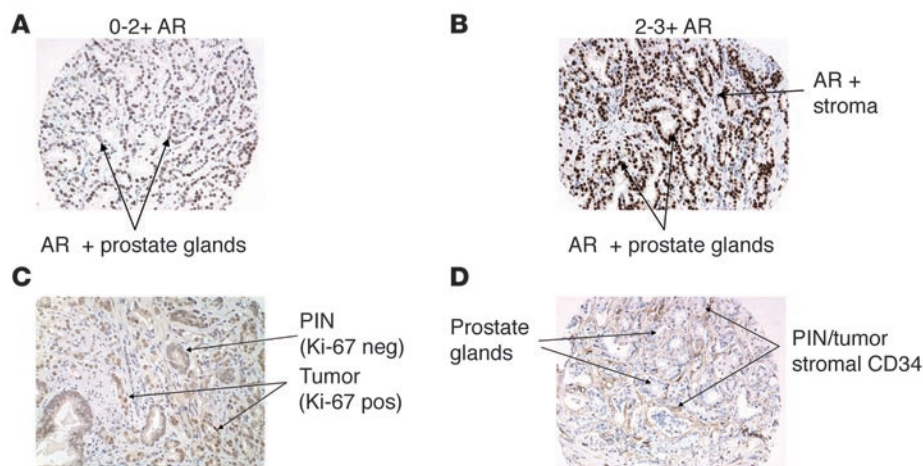 A
0-2+ AR
AR + prostate glands
B
2-3+ AR
AR +
stroma
AR + prostate glands
C
PIN
(Ki-67 neg)
Tumor
(Ki-67 pos)
D
Prostate
glands
PIN/tumor
stromal CD34